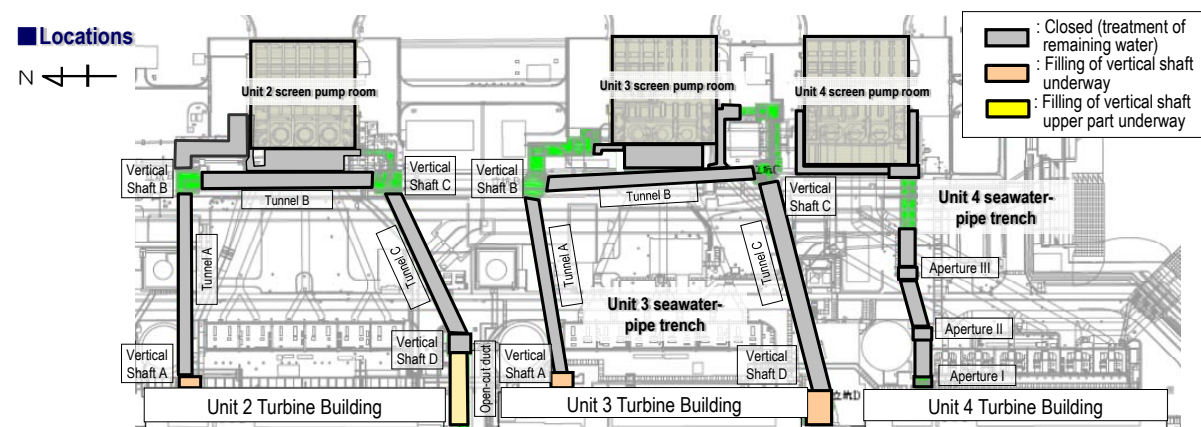 Locations
N
: Closed (treatment of
remaining water)
: Filling of vertical shaft
underway
: Filling of vertical shaft
upper part underway
Unit 2 screen pump room
Unit 3 screen pump room
Unit 4 screen pump room
Vertical
Shaft B
Tunnel B
Vertical
Shaft C
Vertical
Shaft B
Tunnel B
Vertical
Shaft C
Unit 4 seawater-
pipe trench
Tunnel A
Tunnel C
Tunnel A
Tunnel C
Aperture III
Unit 3 seawater-
pipe trench
Aperture II
Vertical
Shaft A
Vertical
Shaft D
Open-cut duct
Vertical
Shaft A
Vertical
Shaft D
立坑D
Aperture I
Unit 2 Turbine Building
Unit 3 Turbine Building
Unit 4 Turbine Building